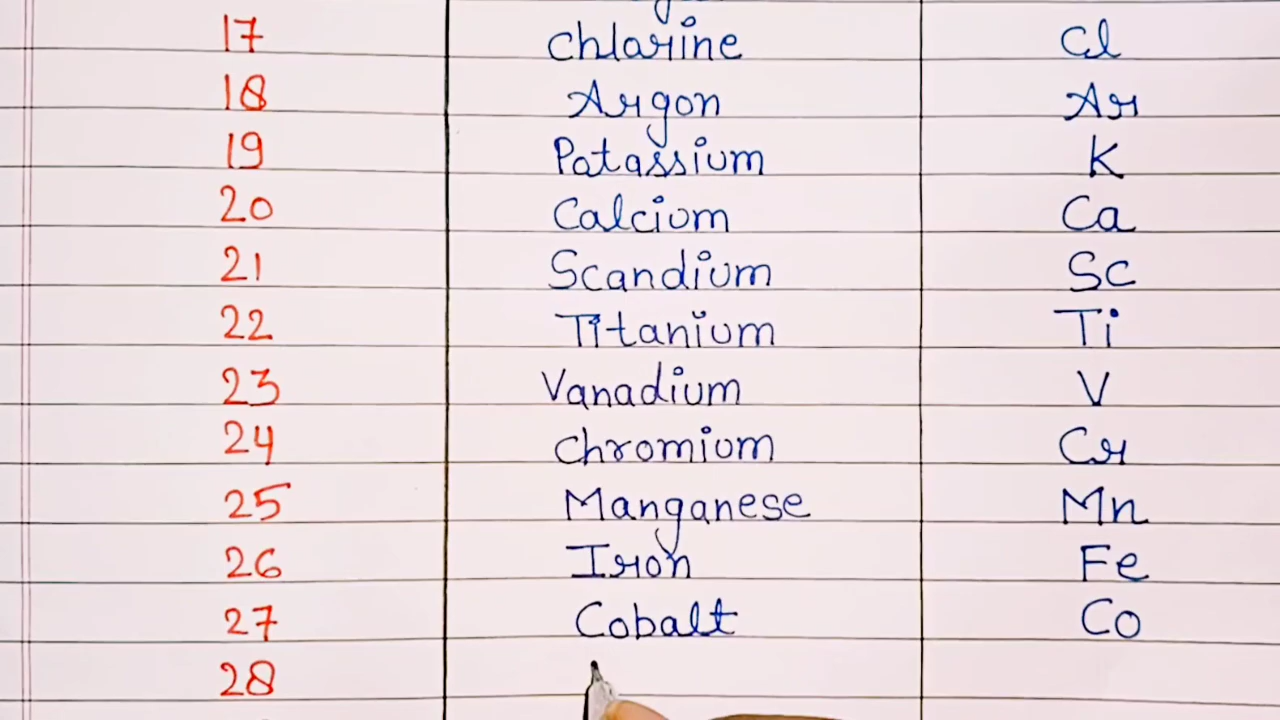 17 Chlarine Cl
18 Argon Ar
19 Patassium K
20 Calcium Ca
21 Scandium Sc
22 Titanium Ti
23 Vanadium V
24 Chromium Cr
25 Manganese Mn
26 Iron Fe
27 Cobalt Co
28